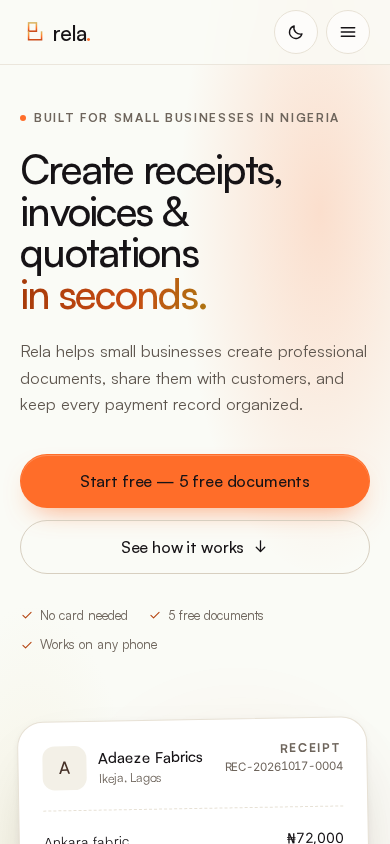 rela.
BUILT FOR SMALL BUSINESSES IN NIGERIA
Create receipts,
invoices &
quotations
in seconds.
Rela helps small businesses create professional
documents, share them with customers, and
keep every payment record organized.
Start free — 5 free documents
See how it works ↓
No card needed
5 free documents
Works on any phone
A
Adaeze Fabrics
Ikeja, Lagos
RECEIPT
REC-20261017-0004
Ankara fabric
₦72,000